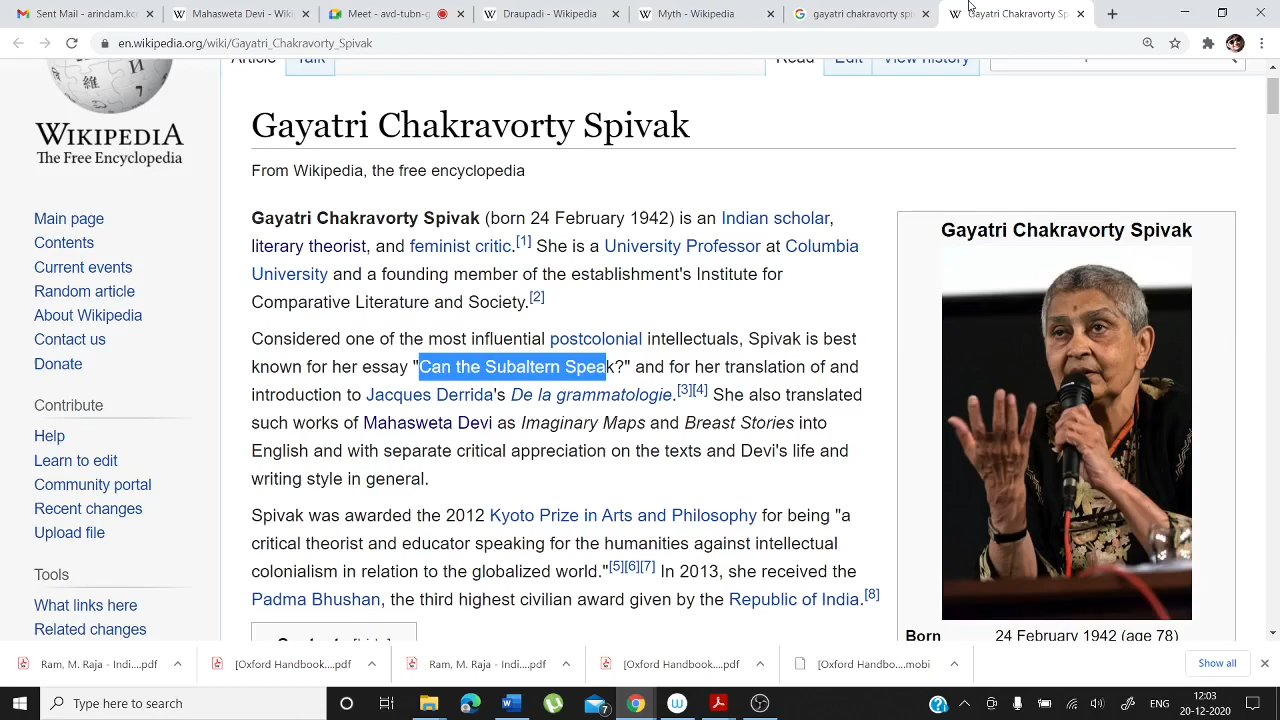 Sent Mail - arindam.kc
Mahasweta Devi - Wiki
Meet - avd-tubn-g
Draupadi - Wikipedia
Myth - Wikipedia
gayatri chakravorty spi
Gayatri Chakravorty Sp
en.wikipedia.org/wiki/Gayatri_Chakravorty_Spivak
Article Talk Read Edit View history
WIKIPEDIA
The Free Encyclopedia
Main page
Contents
Current events
Random article
About Wikipedia
Contact us
Donate
Contribute
Help
Learn to edit
Community portal
Recent changes
Upload file
Tools
What links here
Related changes
Gayatri Chakravorty Spivak
From Wikipedia, the free encyclopedia
Gayatri Chakravorty Spivak (born 24 February 1942) is an Indian scholar,
literary theorist, and feminist critic.[1] She is a University Professor at Columbia
University and a founding member of the establishment's Institute for
Comparative Literature and Society.[2]
Considered one of the most influential postcolonial intellectuals, Spivak is best
known for her essay "Can the Subaltern Speak?" and for her translation of and
introduction to Jacques Derrida's De la grammatologie.[3][4] She also translated
such works of Mahasweta Devi as Imaginary Maps and Breast Stories into
English and with separate critical appreciation on the texts and Devi's life and
writing style in general.
Spivak was awarded the 2012 Kyoto Prize in Arts and Philosophy for being "a
critical theorist and educator speaking for the humanities against intellectual
colonialism in relation to the globalized world."[5][6][7] In 2013, she received the
Padma Bhushan, the third highest civilian award given by the Republic of India.[8]
Gayatri Chakravorty Spivak
Born 24 February 1942 (age 78)
Ram, M. Raja - Indi....pdf
[Oxford Handbook....pdf
Ram, M. Raja - Indi....pdf
[Oxford Handbook....pdf
[Oxford Handbo....mobi
Show all
Type here to search
7
ENG
12:03
20-12-2020